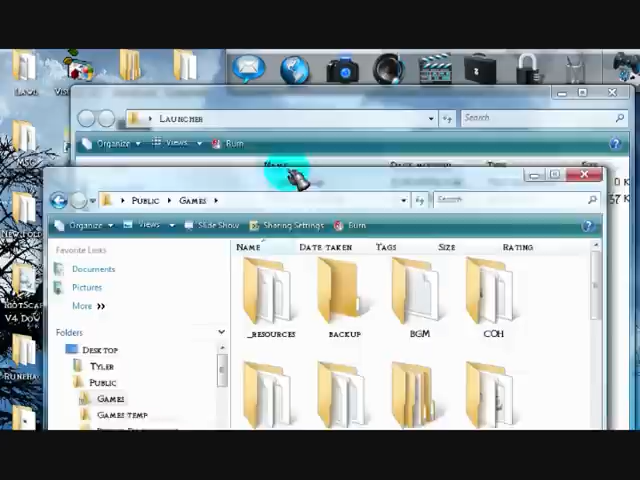 Launcher
Search
Organize
Views
Burn
Public
Games
Search
Organize
Views
Slide Show
Sharing Settings
Burn
Favorite Links
Name
Date taken
Tags
Size
Rating
Documents
Pictures
More
Folders
_Resources
backup
BGM
COH
Desktop
Tyler
Public
Games
Games temp